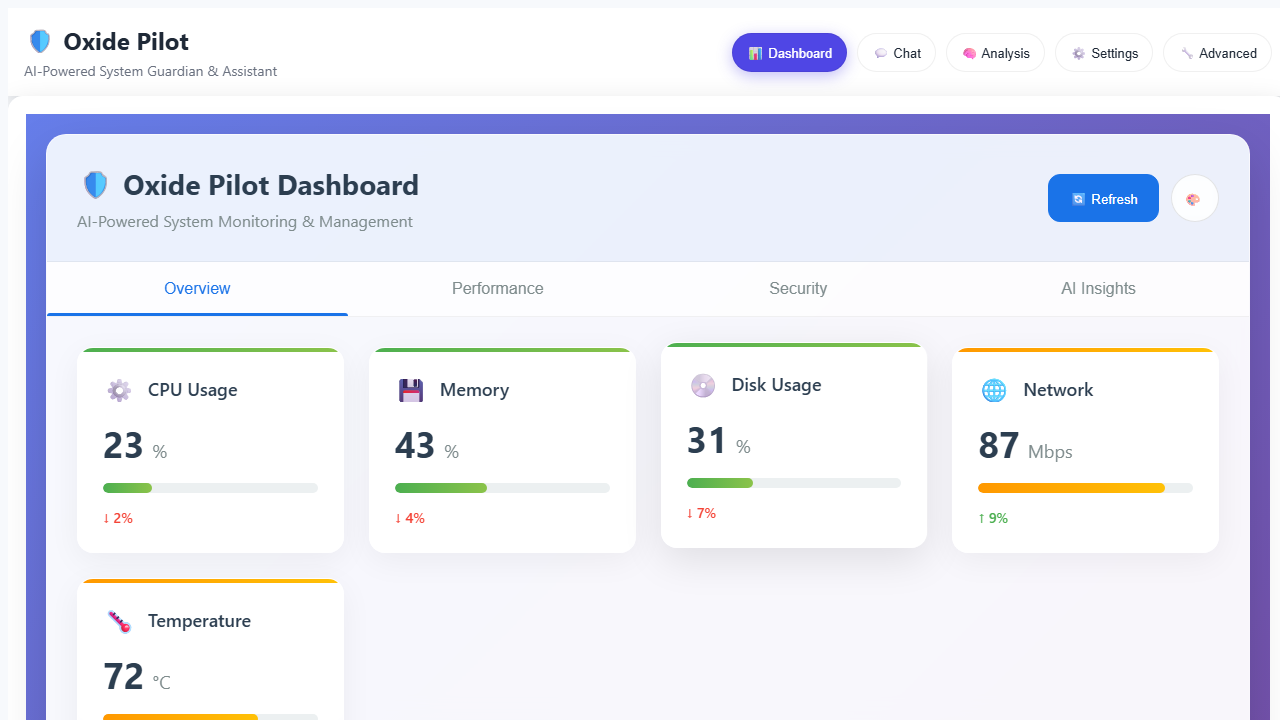 Oxide Pilot
AI-Powered System Guardian & Assistant
Dashboard
Chat
Analysis
Settings
Advanced
Oxide Pilot Dashboard
AI-Powered System Monitoring & Management
Refresh
Overview
Performance
Security
AI Insights
CPU Usage
23 %
↓ 2%
Memory
43 %
↓ 4%
Disk Usage
31 %
↓ 7%
Network
87 Mbps
↑ 9%
Temperature
72 °C